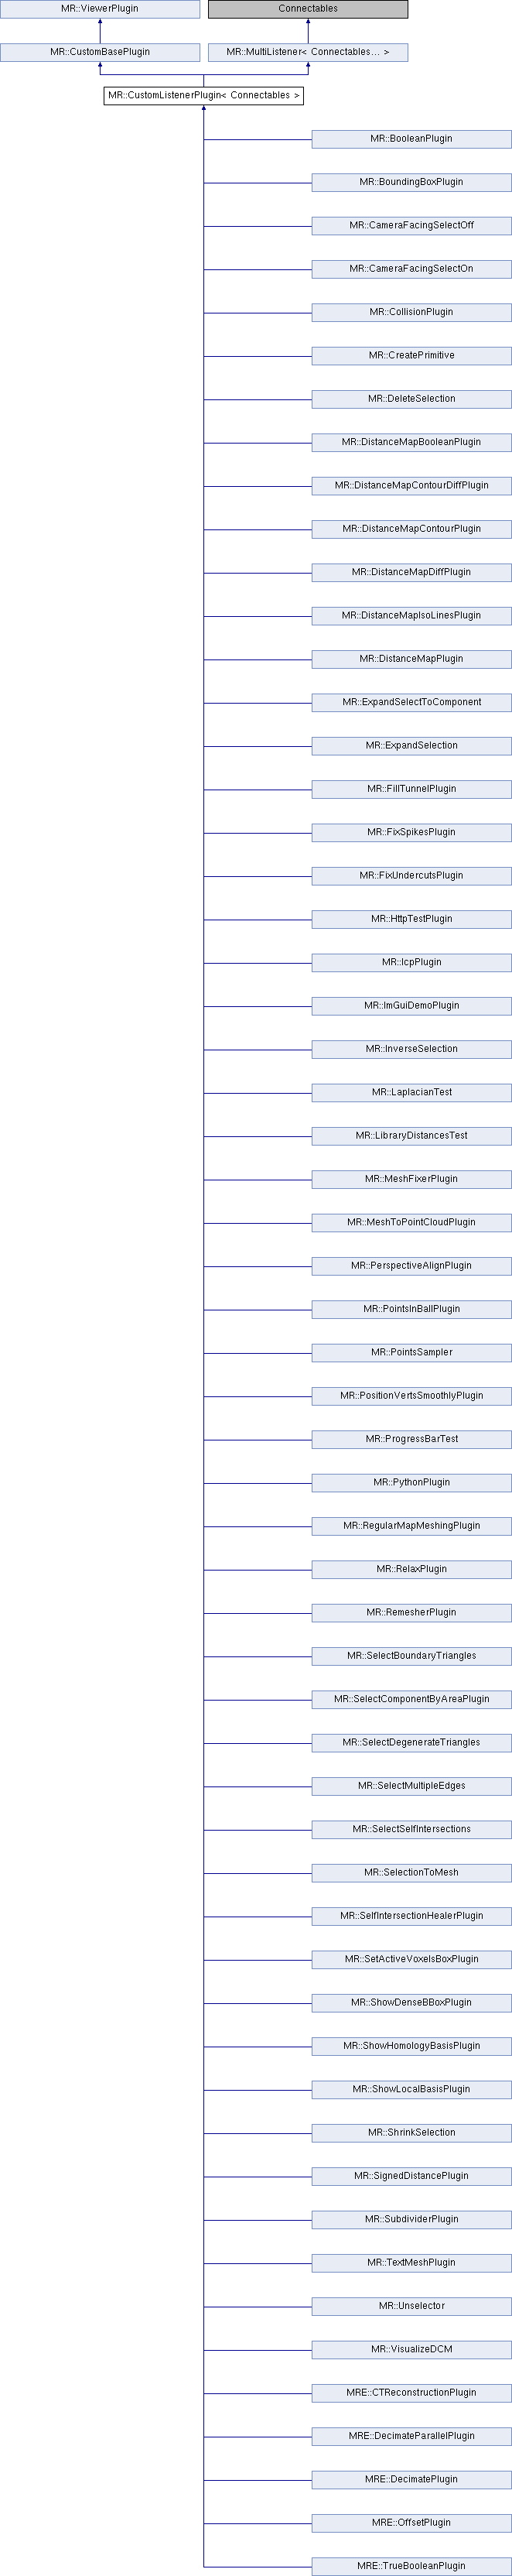 MR::ViewerPlugin
Connectables
MR::CustomBasePlugin
MR::MultiListener< Connectables... >
MR::CustomListenerPlugin< Connectables >
MR::BooleanPlugin
MR::BoundingBoxPlugin
MR::CameraFacingSelectOff
MR::CameraFacingSelectOn
MR::CollisionPlugin
MR::CreatePrimitive
MR::DeleteSelection
MR::DistanceMapBooleanPlugin
MR::DistanceMapContourDiffPlugin
MR::DistanceMapContourPlugin
MR::DistanceMapDiffPlugin
MR::DistanceMapIsoLinesPlugin
MR::DistanceMapPlugin
MR::ExpandSelectToComponent
MR::ExpandSelection
MR::FillTunnelPlugin
MR::FixSpikesPlugin
MR::FixUndercutsPlugin
MR::HttpTestPlugin
MR::IcpPlugin
MR::ImGuiDemoPlugin
MR::InverseSelection
MR::LaplacianTest
MR::LibraryDistancesTest
MR::MeshFixerPlugin
MR::MeshToPointCloudPlugin
MR::PerspectiveAlignPlugin
MR::PointsInBallPlugin
MR::PointsSampler
MR::PositionVertsSmoothlyPlugin
MR::ProgressBarTest
MR::PythonPlugin
MR::RegularMapMeshingPlugin
MR::RelaxPlugin
MR::RemesherPlugin
MR::SelectBoundaryTriangles
MR::SelectComponentByAreaPlugin
MR::SelectDegenerateTriangles
MR::SelectMultipleEdges
MR::SelectSelfIntersections
MR::SelectionToMesh
MR::SelfIntersectionHealerPlugin
MR::SetActiveVoxelsBoxPlugin
MR::ShowDenseBBoxPlugin
MR::ShowHomologyBasisPlugin
MR::ShowLocalBasisPlugin
MR::ShrinkSelection
MR::SignedDistancePlugin
MR::SubdividerPlugin
MR::TextMeshPlugin
MR::Unselector
MR::VisualizeDCM
MRE::CTReconstructionPlugin
MRE::DecimateParallelPlugin
MRE::DecimatePlugin
MRE::OffsetPlugin
MRE::TrueBooleanPlugin